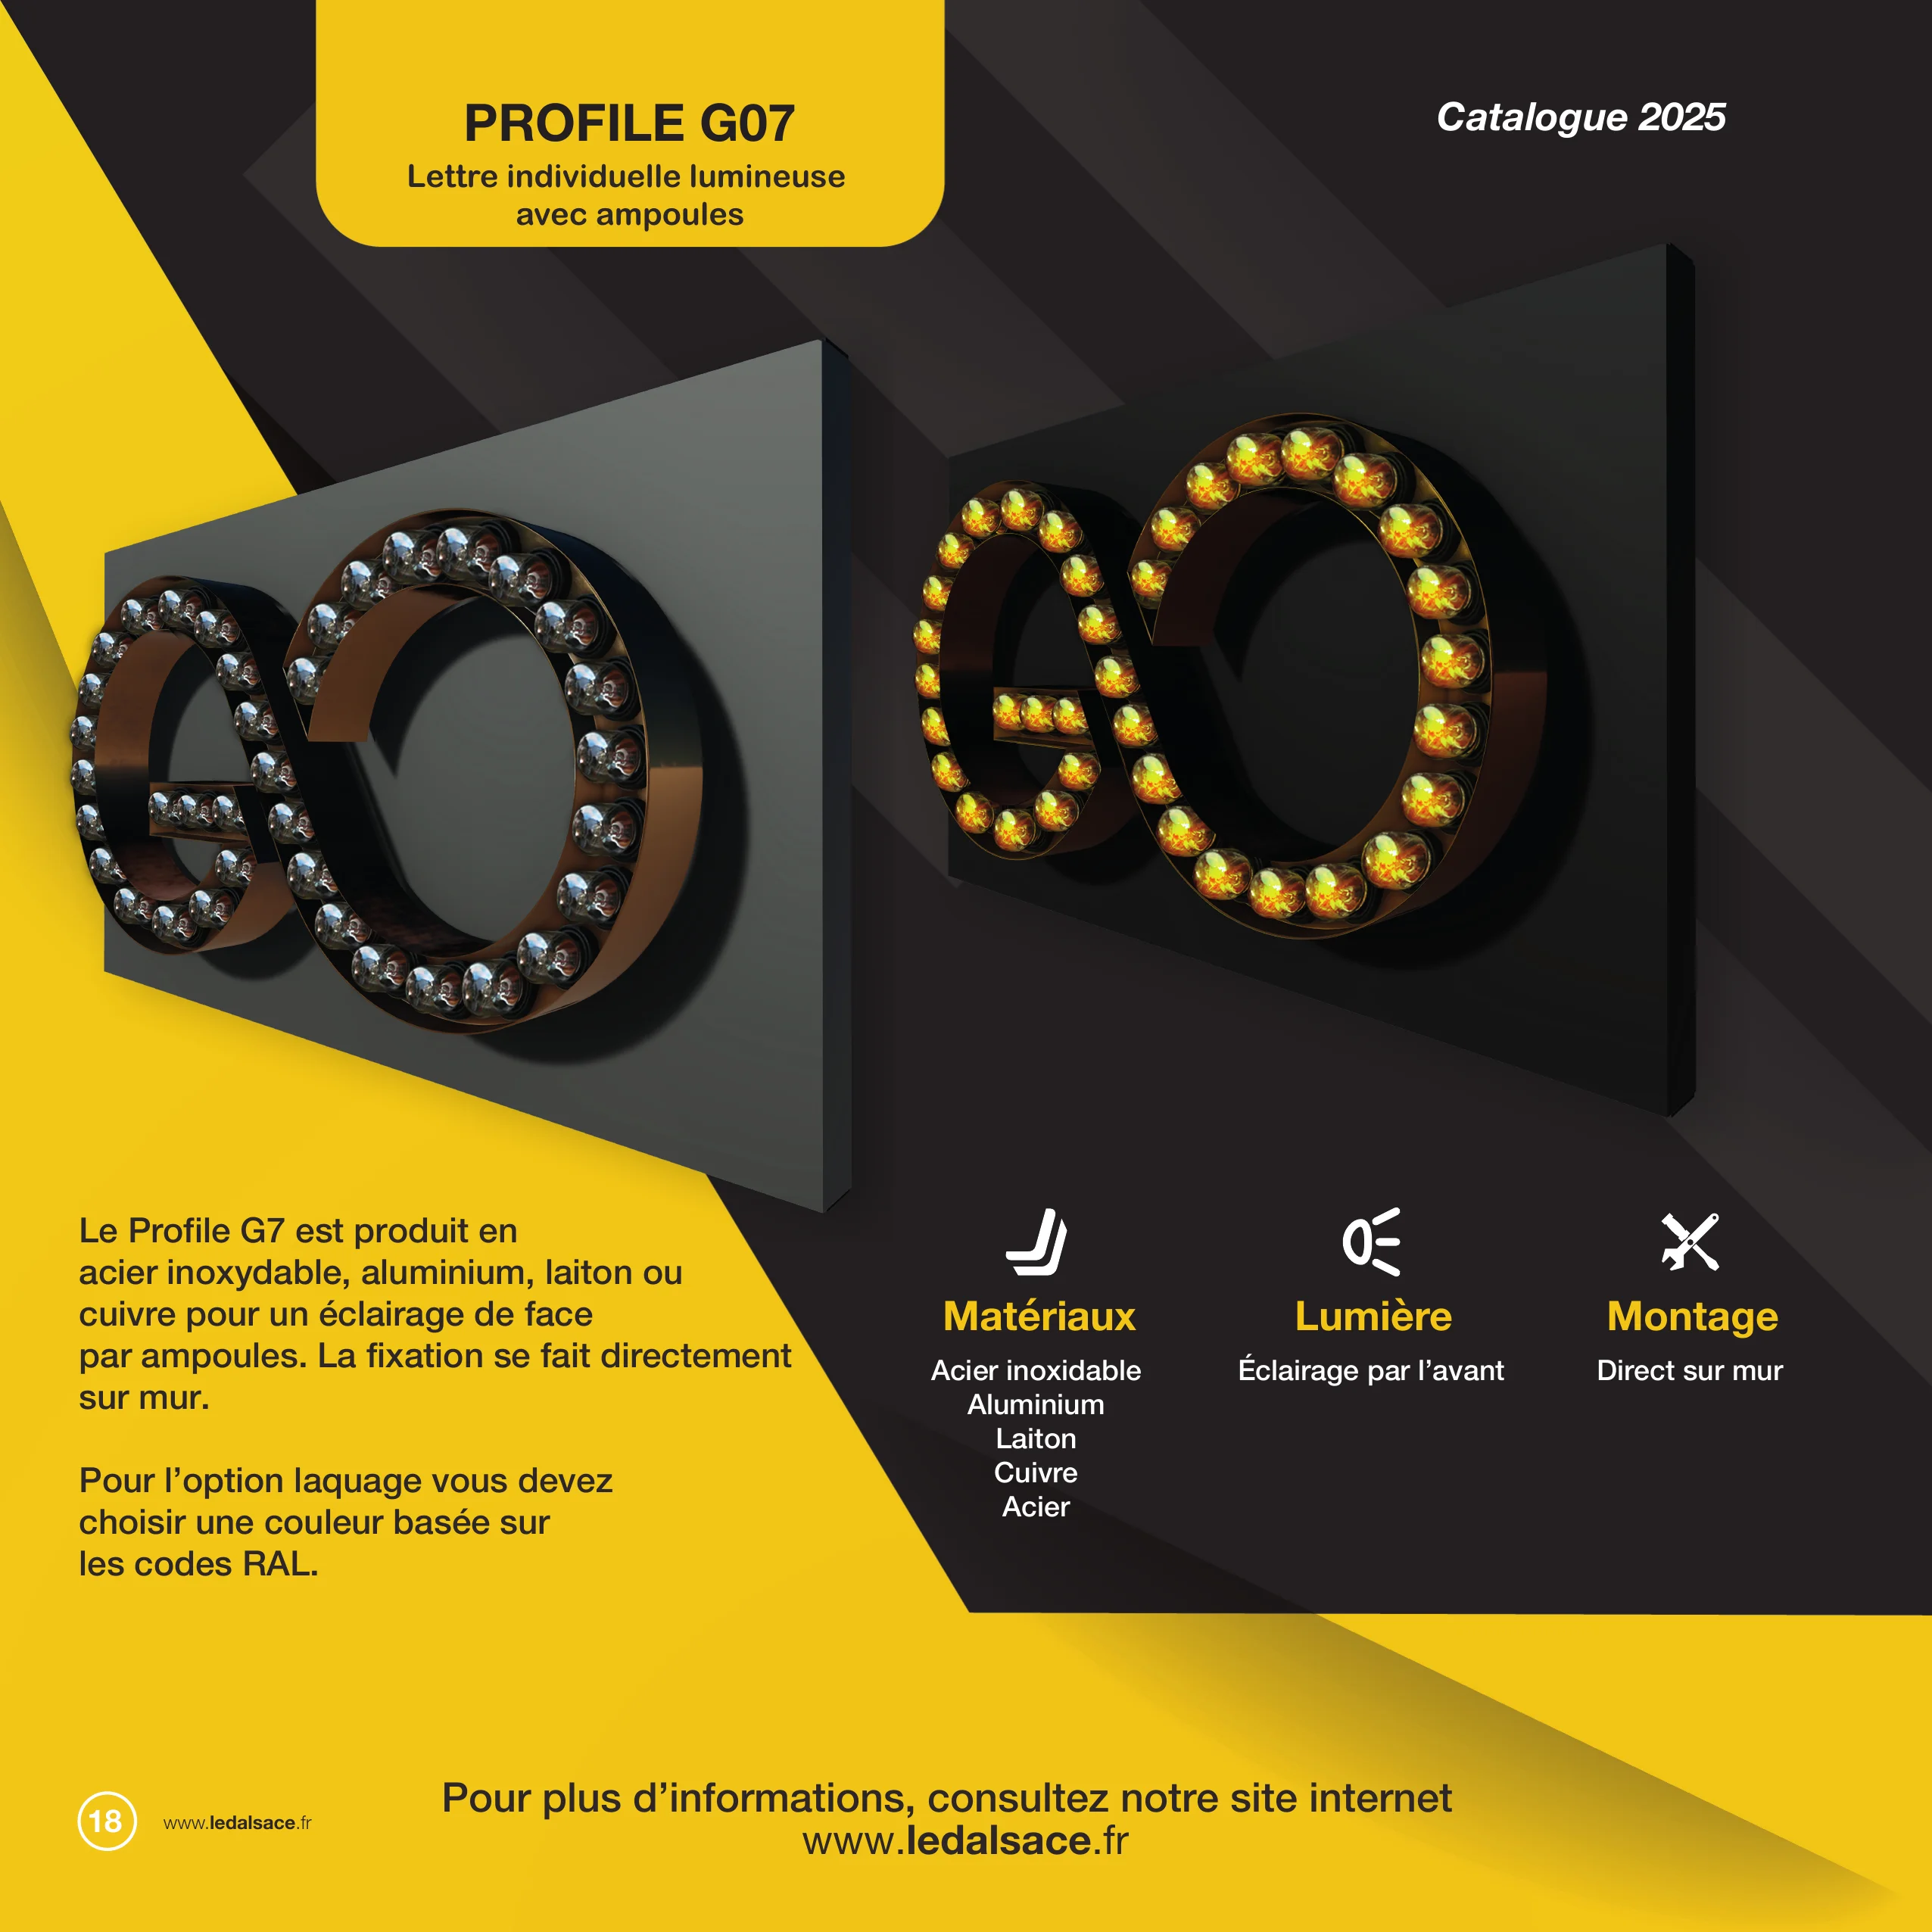 PROFILE G07
Lettre individuelle lumineuse
avec ampoules
Catalogue 2025
Le Profile G7 est produit en
acier inoxydable, aluminium, laiton ou
cuivre pour un éclairage de face
par ampoules. La fixation se fait directement
sur mur.
Pour l’option laquage vous devez
choisir une couleur basée sur
les codes RAL.
Matériaux
Acier inoxidable
Aluminium
Laiton
Cuivre
Acier
Lumière
Éclairage par l’avant
Montage
Direct sur mur
Pour plus d’informations, consultez notre site internet
www.ledalsace.fr
18
www.ledalsace.fr